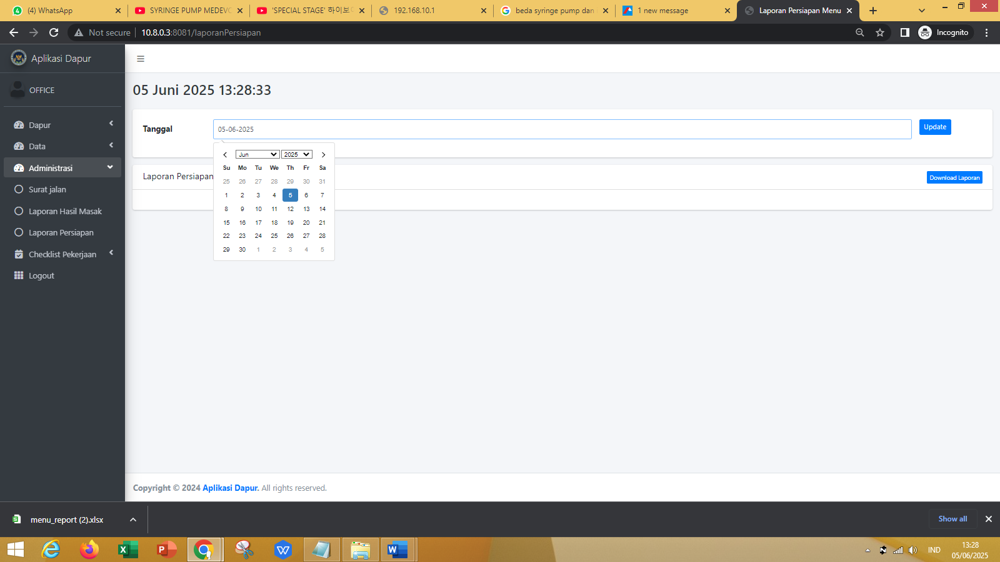 (4) WhatsApp
SYRINGE PUMP MEDEVC
'SPECIAL STAGE' 하이보
192.168.10.1
beda syringe pump dan
1 new message
Laporan Persiapan Menu
Not secure
10.8.0.3:8081/laporanPersiapan
Incognito
Aplikasi Dapur
OFFICE
Dapur
Data
Administrasi
Surat jalan
Laporan Hasil Masak
Laporan Persiapan
Checklist Pekerjaan
Logout
05 Juni 2025 13:28:33
Tanggal
05-06-2025
Update
Jun 2025
Su Mo Tu We Th Fr Sa
25 26 27 28 29 30 31
1 2 3 4 5 6 7
8 9 10 11 12 13 14
15 16 17 18 19 20 21
22 23 24 25 26 27 28
29 30 1 2 3 4 5
Laporan Persiapan
Download Laporan
Copyright © 2024 Aplikasi Dapur. All rights reserved.
menu_report (2).xlsx
Show all
IND
13:28
05/06/2025